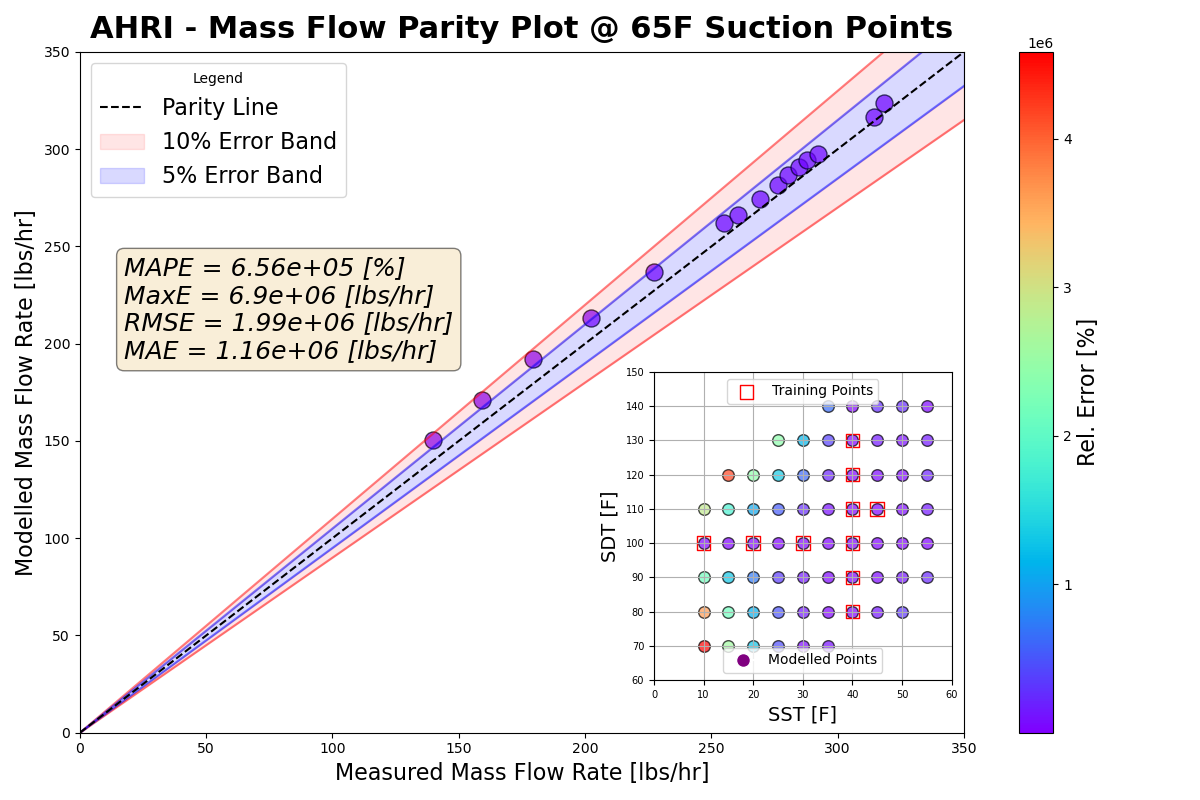 AHRI - Mass Flow Parity Plot @ 65F Suction Points
1e6
350
300
250
200
150
100
50
0
Modelled Mass Flow Rate [lbs/hr]
Legend
Parity Line
10% Error Band
5% Error Band
MAPE = 6.56e+05 [%]
MaxE = 6.9e+06 [lbs/hr]
RMSE = 1.99e+06 [lbs/hr]
MAE = 1.16e+06 [lbs/hr]
150
140
130
120
110
100
90
80
70
60
SDT [F]
Training Points
Modelled Points
0 10 20 30 40 50 60
SST [F]
0 50 100 150 200 250 300 350
Measured Mass Flow Rate [lbs/hr]
4
3
2
1
Rel. Error [%]